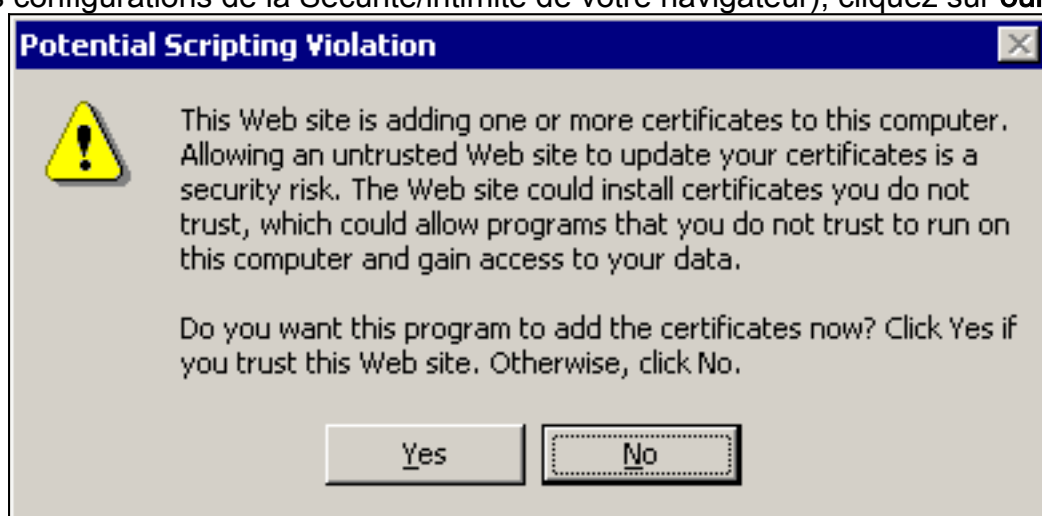 configurations de la Sécurité/intimité de votre navigateur), cliquez sur
Potential Scripting Violation
This Web site is adding one or more certificates to this computer.
Allowing an untrusted Web site to update your certificates is a
security risk. The Web site could install certificates you do not
trust, which could allow programs that you do not trust to run on
this computer and gain access to your data.
Do you want this program to add the certificates now? Click Yes if
you trust this Web site. Otherwise, click No.
Yes
No